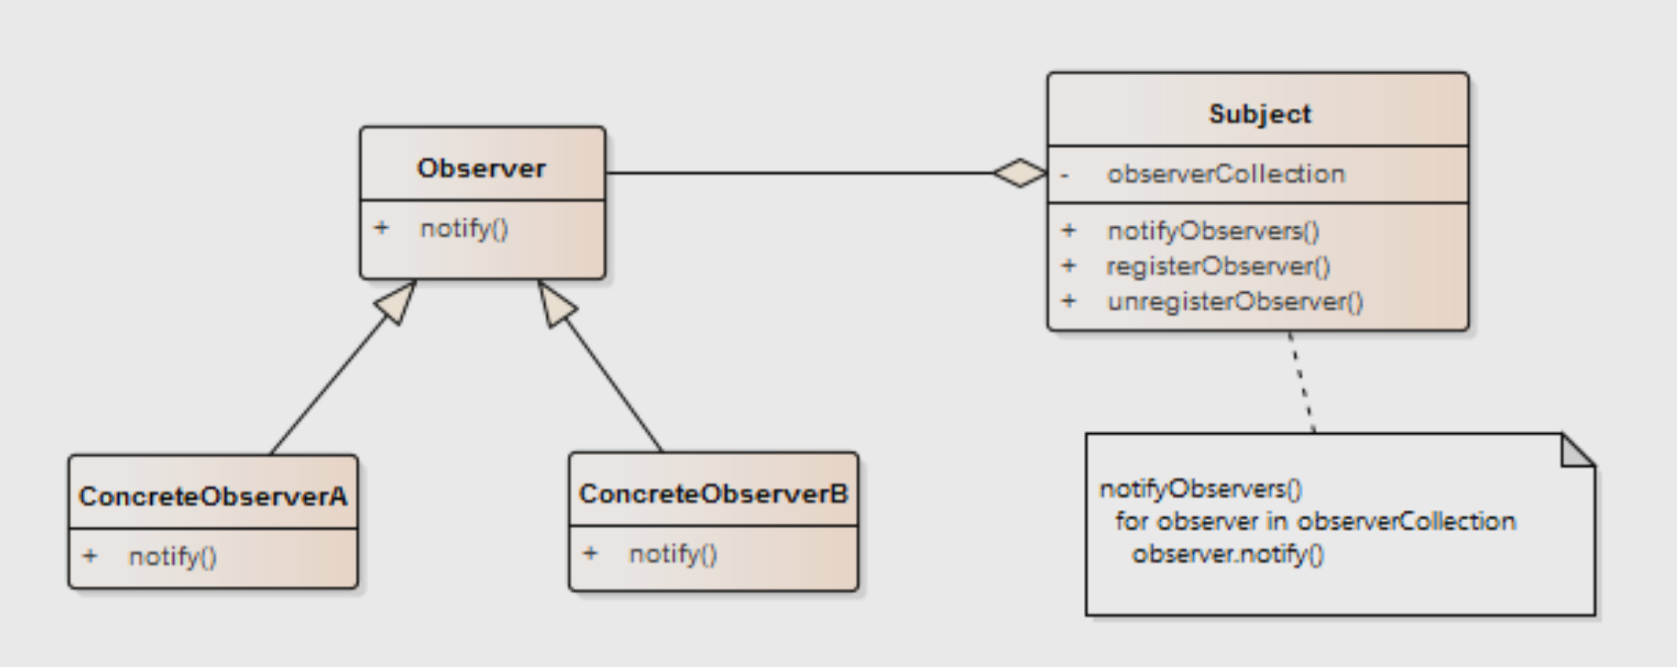 Observer
+ notify()
Subject
- observerCollection
+ notifyObservers()
+ registerObserver()
+ unregisterObserver()
ConcreteObserverA
+ notify()
ConcreteObserverB
+ notify()
notifyObservers()
for observer in observerCollection
observer.notify()